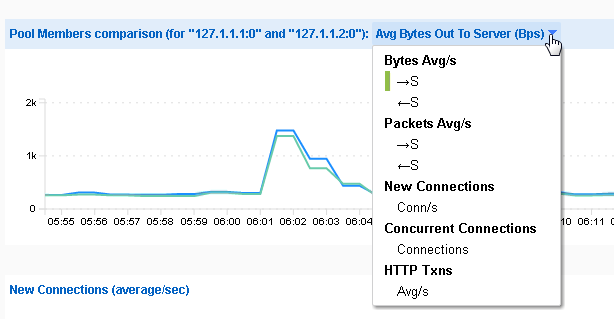 Pool Members comparison (for "127.1.1.1:0" and "127.1.1.2:0"): Avg Bytes Out To Server (Bps)
Bytes Avg/s
→S
←S
Packets Avg/s
→S
←S
New Connections
Conn/s
Concurrent Connections
Connections
HTTP Txns
Avg/s
2k
1k
0
05:55 05:56 05:57 05:58 05:59 06:00 06:01 06:02 06:03 06:04 10 06:11
New Connections (average/sec)